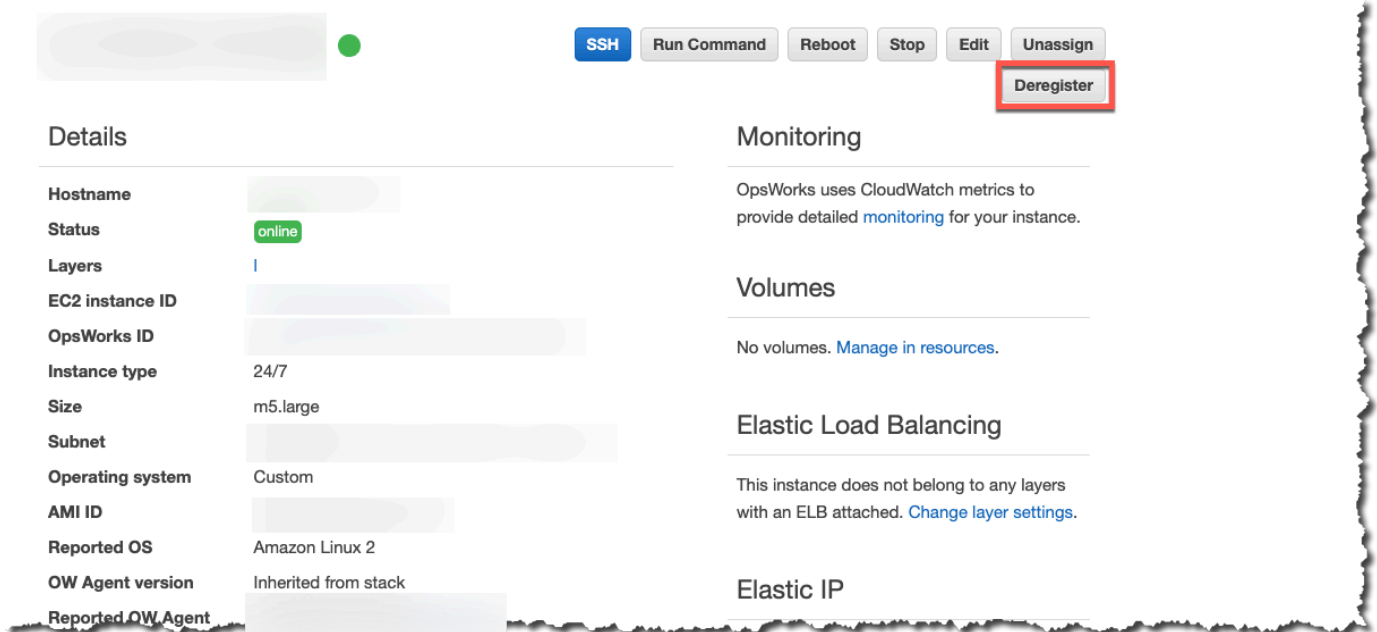 SSH Run Command Reboot Stop Edit Unassign
Deregister
Details
Hostname
Status online
Layers l
EC2 instance ID
OpsWorks ID
Instance type 24/7
Size m5.large
Subnet
Operating system Custom
AMI ID
Reported OS Amazon Linux 2
OW Agent version Inherited from stack
Reported OW Agent
Monitoring
OpsWorks uses CloudWatch metrics to
provide detailed monitoring for your instance.
Volumes
No volumes. Manage in resources.
Elastic Load Balancing
This instance does not belong to any layers
with an ELB attached. Change layer settings.
Elastic IP